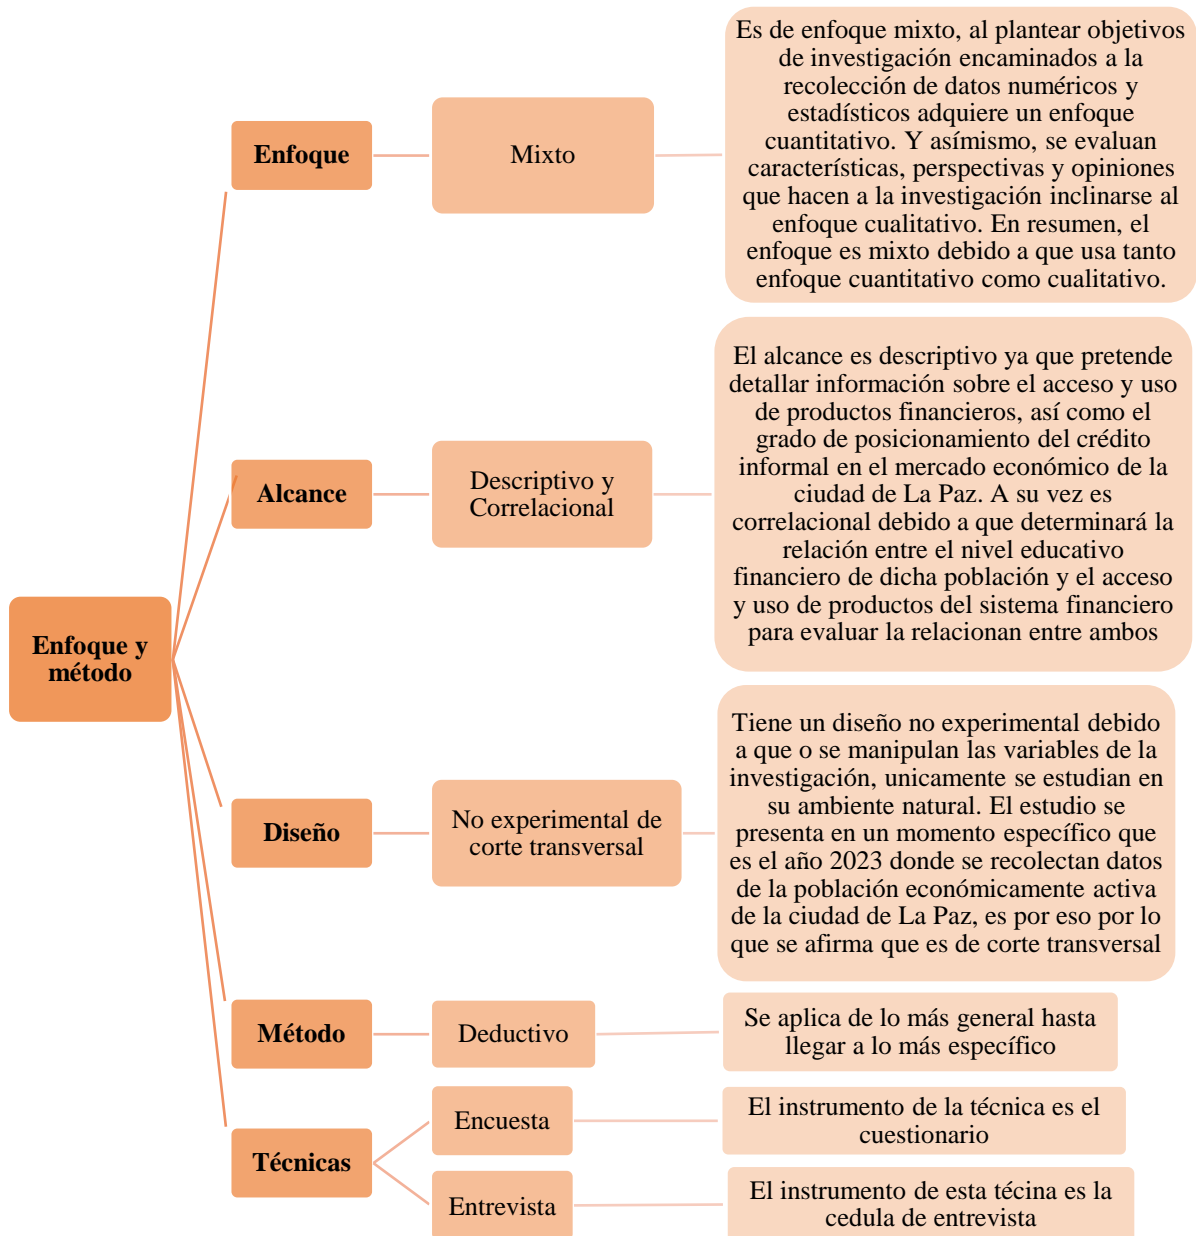 Enfoque y
método
Enfoque
Mixto
Es de enfoque mixto, al plantear objetivos
de investigación encaminados a la
recolección de datos numéricos y
estadísticos adquiere un enfoque
cuantitativo. Y asímismo, se evaluan
características, perspectivas y opiniones
que hacen a la investigación inclinarse al
enfoque cualitativo. En resumen, el
enfoque es mixto debido a que usa tanto
enfoque cuantitativo como cualitativo.
Alcance
Descriptivo y
Correlacional
El alcance es descriptivo ya que pretende
detallar información sobre el acceso y uso
de productos financieros, así como el
grado de posicionamiento del crédito
informal en el mercado económico de la
ciudad de La Paz. A su vez es
correlacional debido a que determinará la
relación entre el nivel educativo
financiero de dicha población y el acceso
y uso de productos del sistema financiero
para evaluar la relacionan entre ambos
Diseño
No experimental de
corte transversal
Tiene un diseño no experimental debido
a que o se manipulan las variables de la
investigación, unicamente se estudian en
su ambiente natural. El estudio se
presenta en un momento específico que
es el año 2023 donde se recolectan datos
de la población económicamente activa
de la ciudad de La Paz, es por eso por lo
que se afirma que es de corte transversal
Método
Deductivo
Se aplica de lo más general hasta
llegar a lo más específico
Técnicas
Encuesta
El instrumento de la técnica es el
cuestionario
Entrevista
El instrumento de esta técina es la
cedula de entrevista